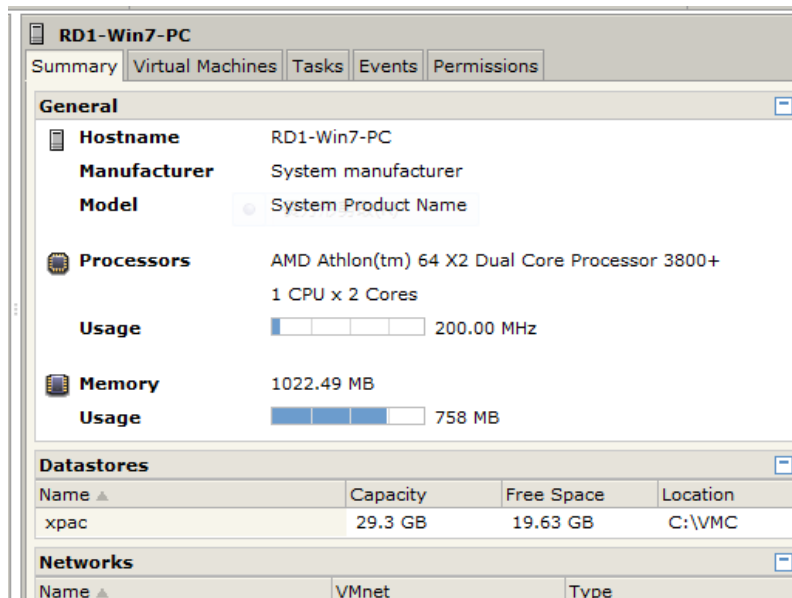 RD1-Win7-PC
Summary Virtual Machines Tasks Events Permissions
General
Hostname RD1-Win7-PC
Manufacturer System manufacturer
Model System Product Name
Processors AMD Athlon(tm) 64 X2 Dual Core Processor 3800+
1 CPU x 2 Cores
Usage 200.00 MHz
Memory 1022.49 MB
Usage 758 MB
Datastores
Name Capacity Free Space Location
xpac 29.3 GB 19.63 GB C:\VMC
Networks
Name VMnet Type